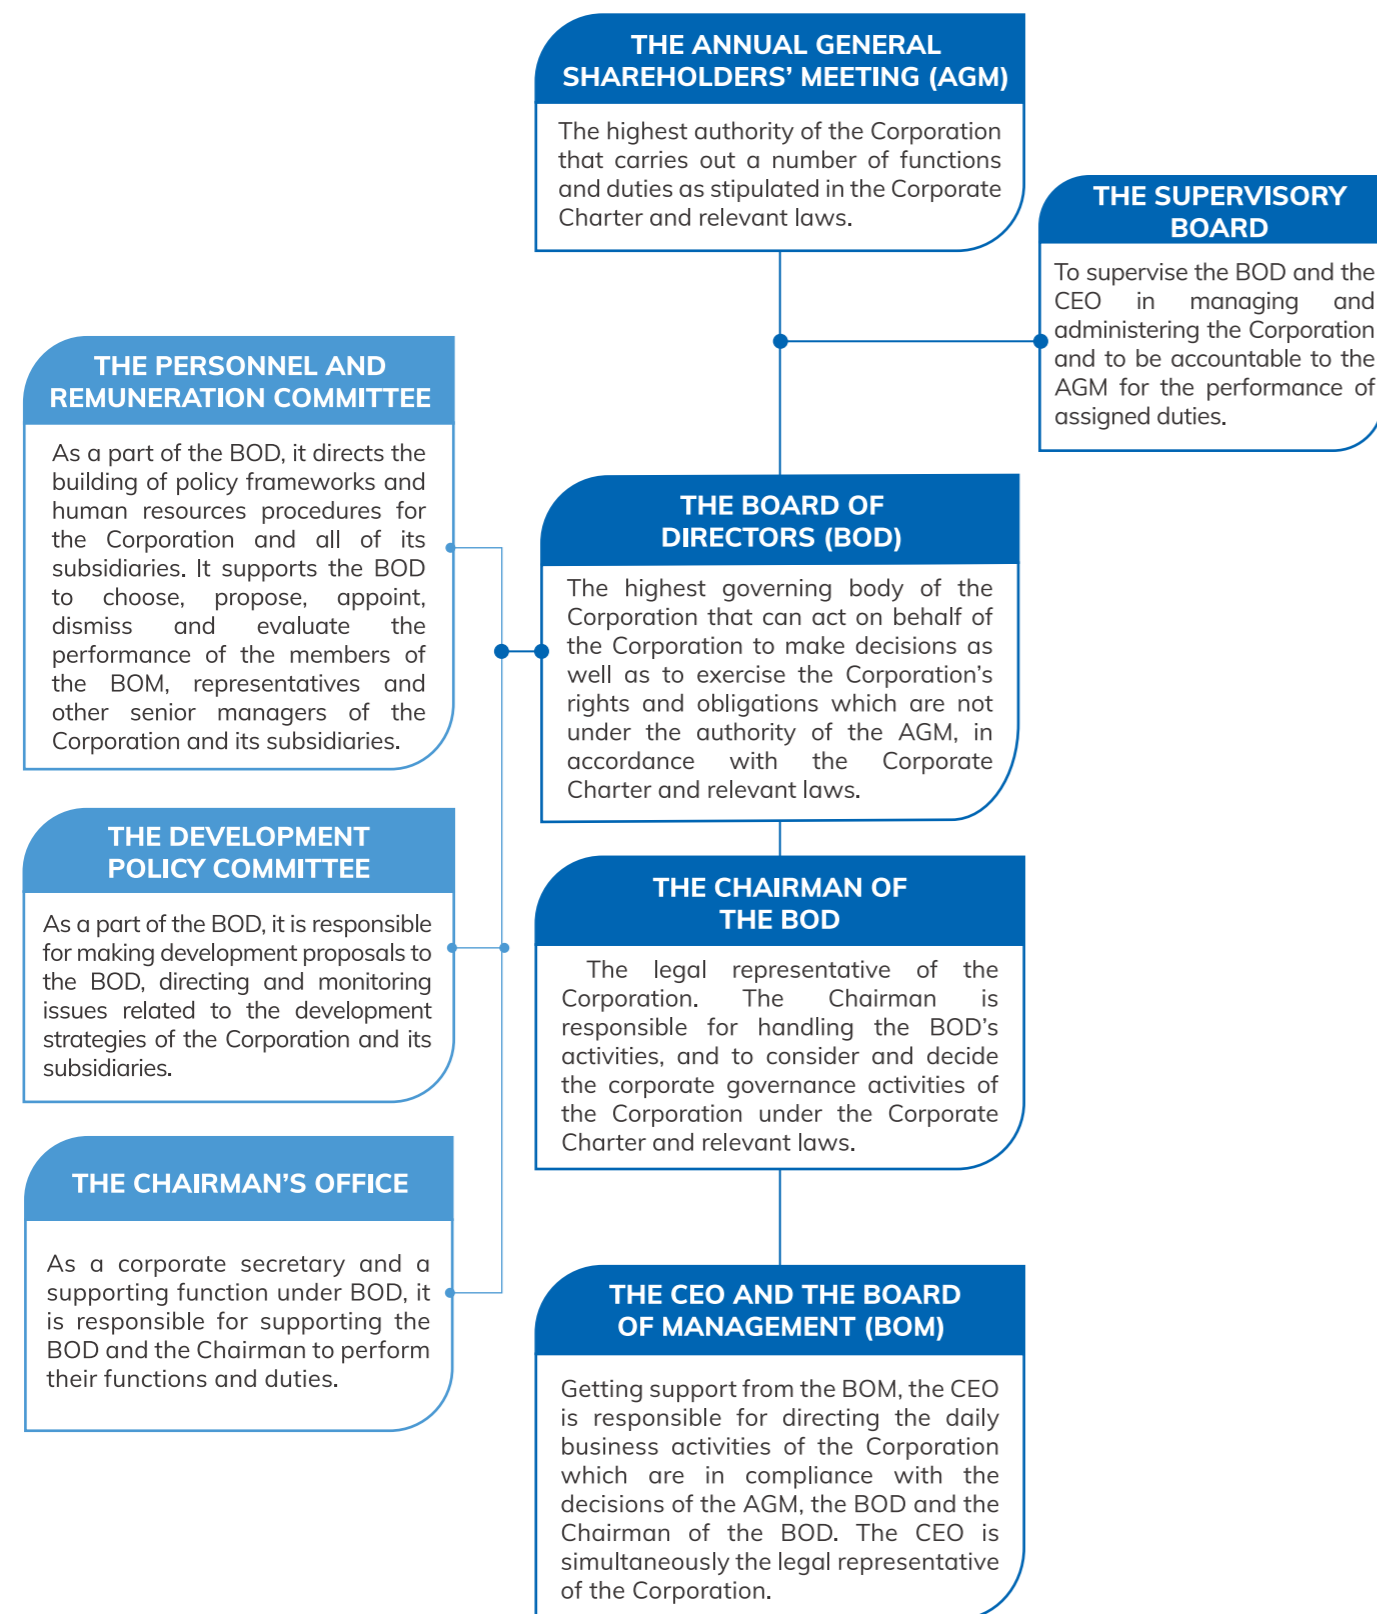 THE ANNUAL GENERAL
SHAREHOLDERS’ MEETING (AGM)
The highest authority of the Corporation
that carries out a number of functions
and duties as stipulated in the Corporate
Charter and relevant laws.
THE SUPERVISORY
BOARD
To supervise the BOD and the
CEO in managing and
administering the Corporation
and to be accountable to the
AGM for the performance of
assigned duties.
THE PERSONNEL AND
REMUNERATION COMMITTEE
As a part of the BOD, it directs the
building of policy frameworks and
human resources procedures for
the Corporation and all of its
subsidiaries. It supports the BOD
to choose, propose, appoint,
dismiss and evaluate the
performance of the members of
the BOM, representatives and
other senior managers of the
Corporation and its subsidiaries.
THE BOARD OF
DIRECTORS (BOD)
The highest governing body of the
Corporation that can act on behalf of
the Corporation to make decisions as
well as to exercise the Corporation’s
rights and obligations which are not
under the authority of the AGM, in
accordance with the Corporate
Charter and relevant laws.
THE DEVELOPMENT
POLICY COMMITTEE
As a part of the BOD, it is responsible
for making development proposals to
the BOD, directing and monitoring
issues related to the development
strategies of the Corporation and its
subsidiaries.
THE CHAIRMAN OF
THE BOD
The legal representative of the
Corporation. The Chairman is
responsible for handling the BOD’s
activities, and to consider and decide
the corporate governance activities of
the Corporation under the Corporate
Charter and relevant laws.
THE CHAIRMAN’S OFFICE
As a corporate secretary and a
supporting function under BOD, it
is responsible for supporting the
BOD and the Chairman to perform
their functions and duties.
THE CEO AND THE BOARD
OF MANAGEMENT (BOM)
Getting support from the BOM, the CEO
is responsible for directing the daily
business activities of the Corporation
which are in compliance with the
decisions of the AGM, the BOD and the
Chairman of the BOD. The CEO is
simultaneously the legal representative
of the Corporation.